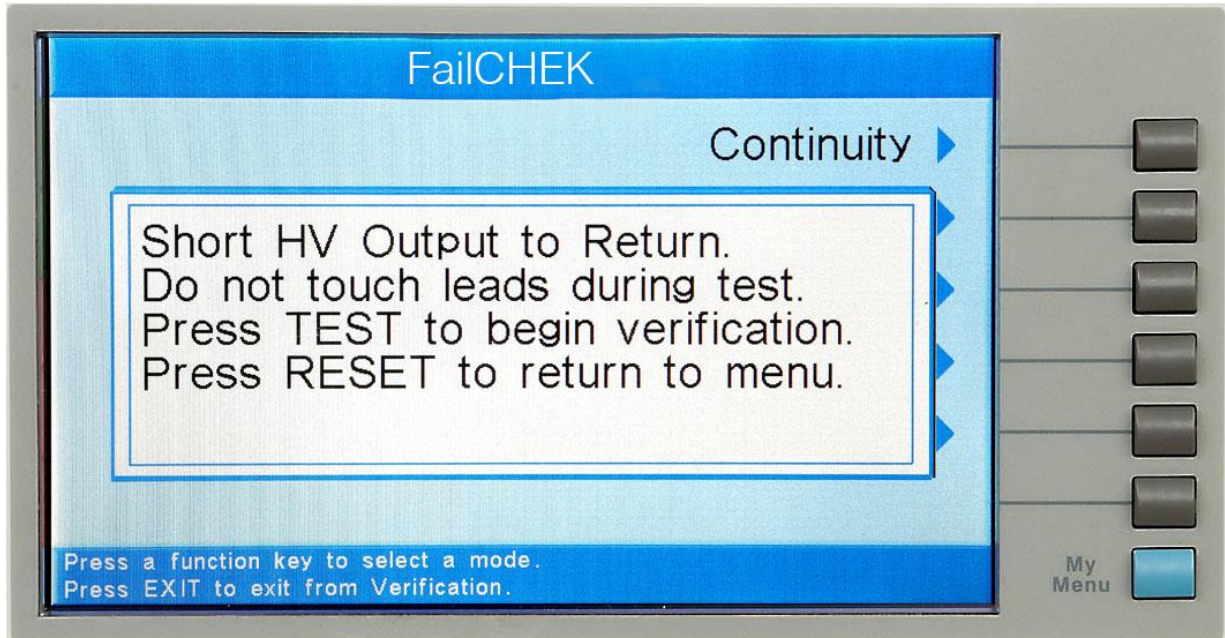 FailCHEK
Continuity
Short HV Output to Return.
Do not touch leads during test.
Press TEST to begin verification.
Press RESET to return to menu.
Press a function key to select a mode.
Press EXIT to exit from Verification.
My
Menu